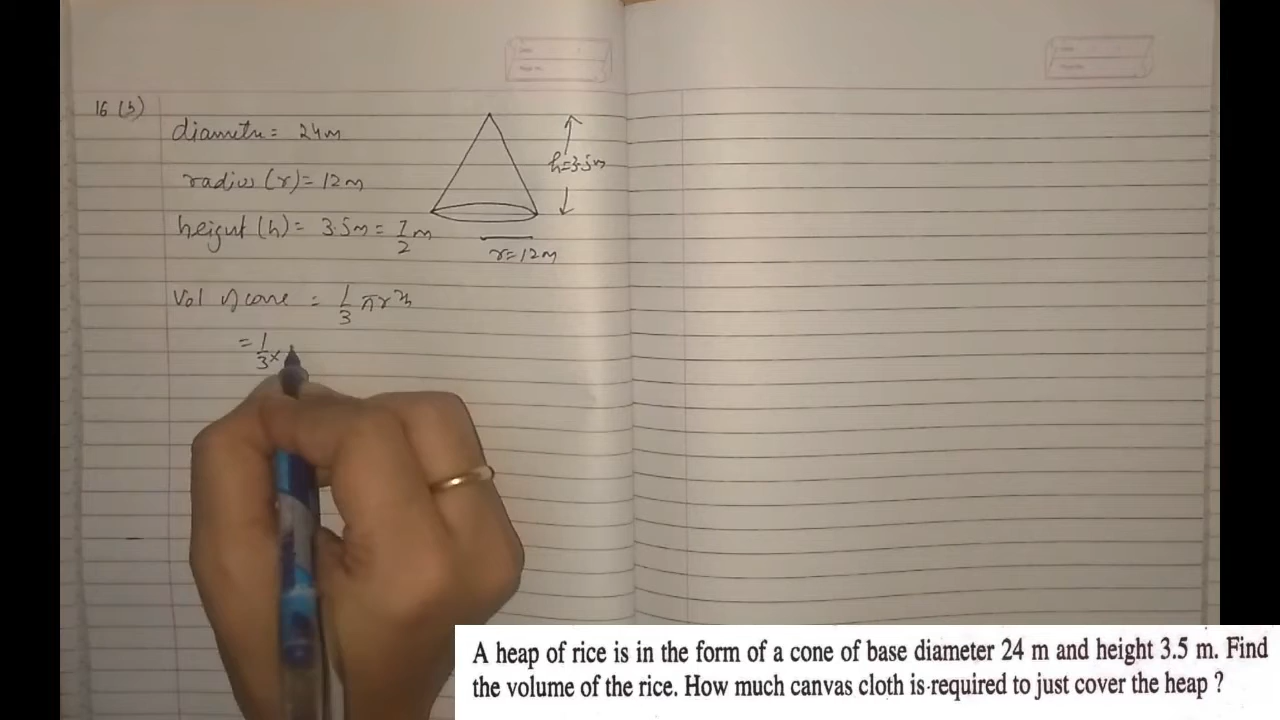 16 (b)
diameter = 24m
radius (r) = 12m
height (h) = 3.5m = 7/2 m
h=3.5m
r=12m
Vol of cone = 1/3 πr²h
= 1/3 ×
A heap of rice is in the form of a cone of base diameter 24 m and height 3.5 m. Find
the volume of the rice. How much canvas cloth is required to just cover the heap ?